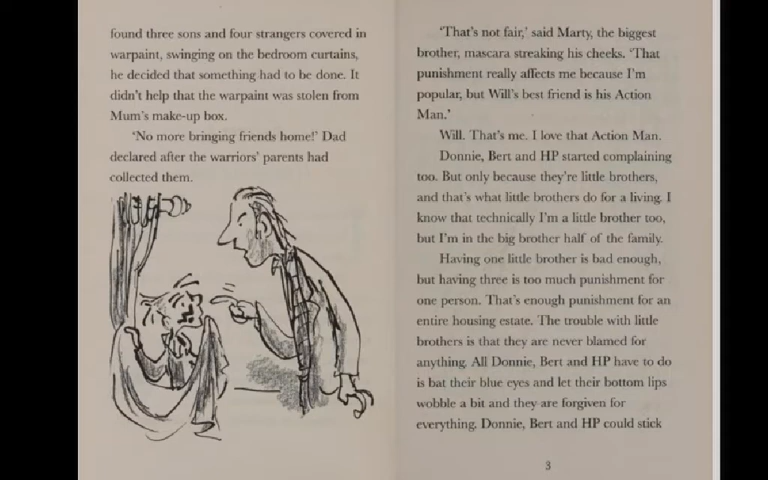 found three sons and four strangers covered in
warpaint, swinging on the bedroom curtains,
he decided that something had to be done. It
didn't help that the warpaint was stolen from
Mum's make-up box.
'No more bringing friends home!' Dad
declared after the warriors' parents had
collected them.
'That's not fair,' said Marty, the biggest
brother, mascara streaking his cheeks. 'That
punishment really affects me because I'm
popular, but Will's best friend is his Action
Man.'
Will. That's me. I love that Action Man.
Donnie, Bert and HP started complaining
too. But only because they're little brothers,
and that's what little brothers do for a living. I
know that technically I'm a little brother too,
but I'm in the big brother half of the family.
Having one little brother is bad enough,
but having three is too much punishment for
one person. That's enough punishment for an
entire housing estate. The trouble with little
brothers is that they are never blamed for
anything. All Donnie, Bert and HP have to do
is bat their blue eyes and let their bottom lips
wobble a bit and they are forgiven for
everything. Donnie, Bert and HP could stick
3